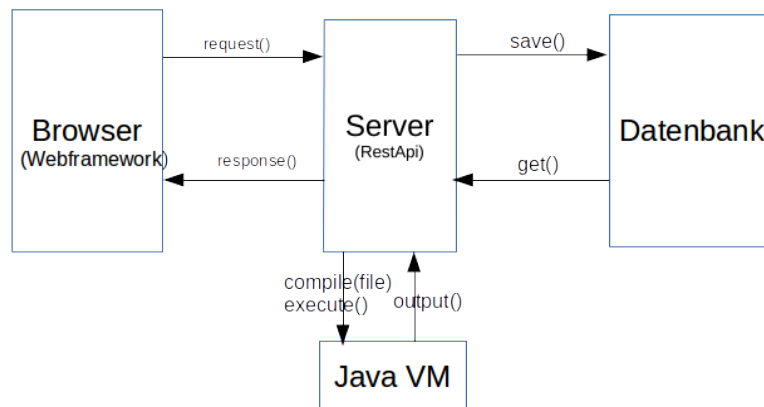 request()
save()
Browser
(Webframework)
Server
(RestApi)
Datenbank
response()
get()
compile(file)
execute()
output()
Java VM